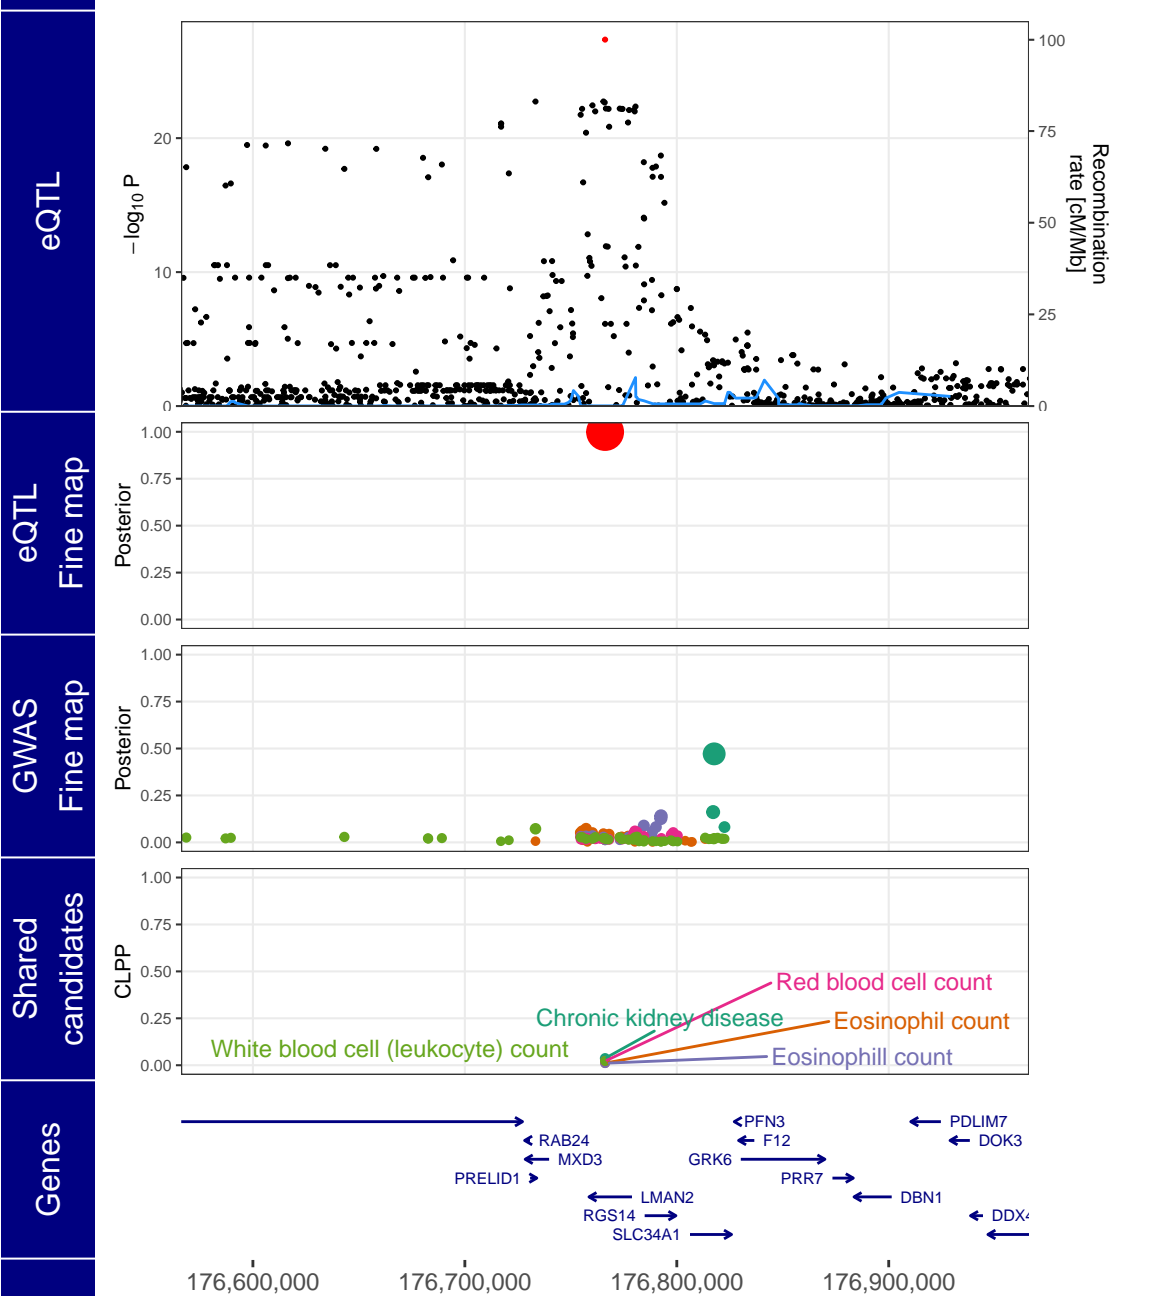 eQTL
−log10 P
20
10
0
100
75
50
25
0
Recombination
rate [cM/Mb]
eQTL
Fine map
Posterior
1.00
0.75
0.50
0.25
0.00
GWAS
Fine map
Posterior
1.00
0.75
0.50
0.25
0.00
Shared
candidates
CLPP
1.00
0.75
0.50
0.25
0.00
Red blood cell count
Chronic kidney disease
Eosinophil count
White blood cell (leukocyte) count
Eosinophill count
Genes
PFN3
PDLIM7
RAB24
F12
DOK3
MXD3
GRK6
PRELID1
PRR7
LMAN2
DBN1
RGS14
DDX4
SLC34A1
176,600,000
176,700,000
176,800,000
176,900,000